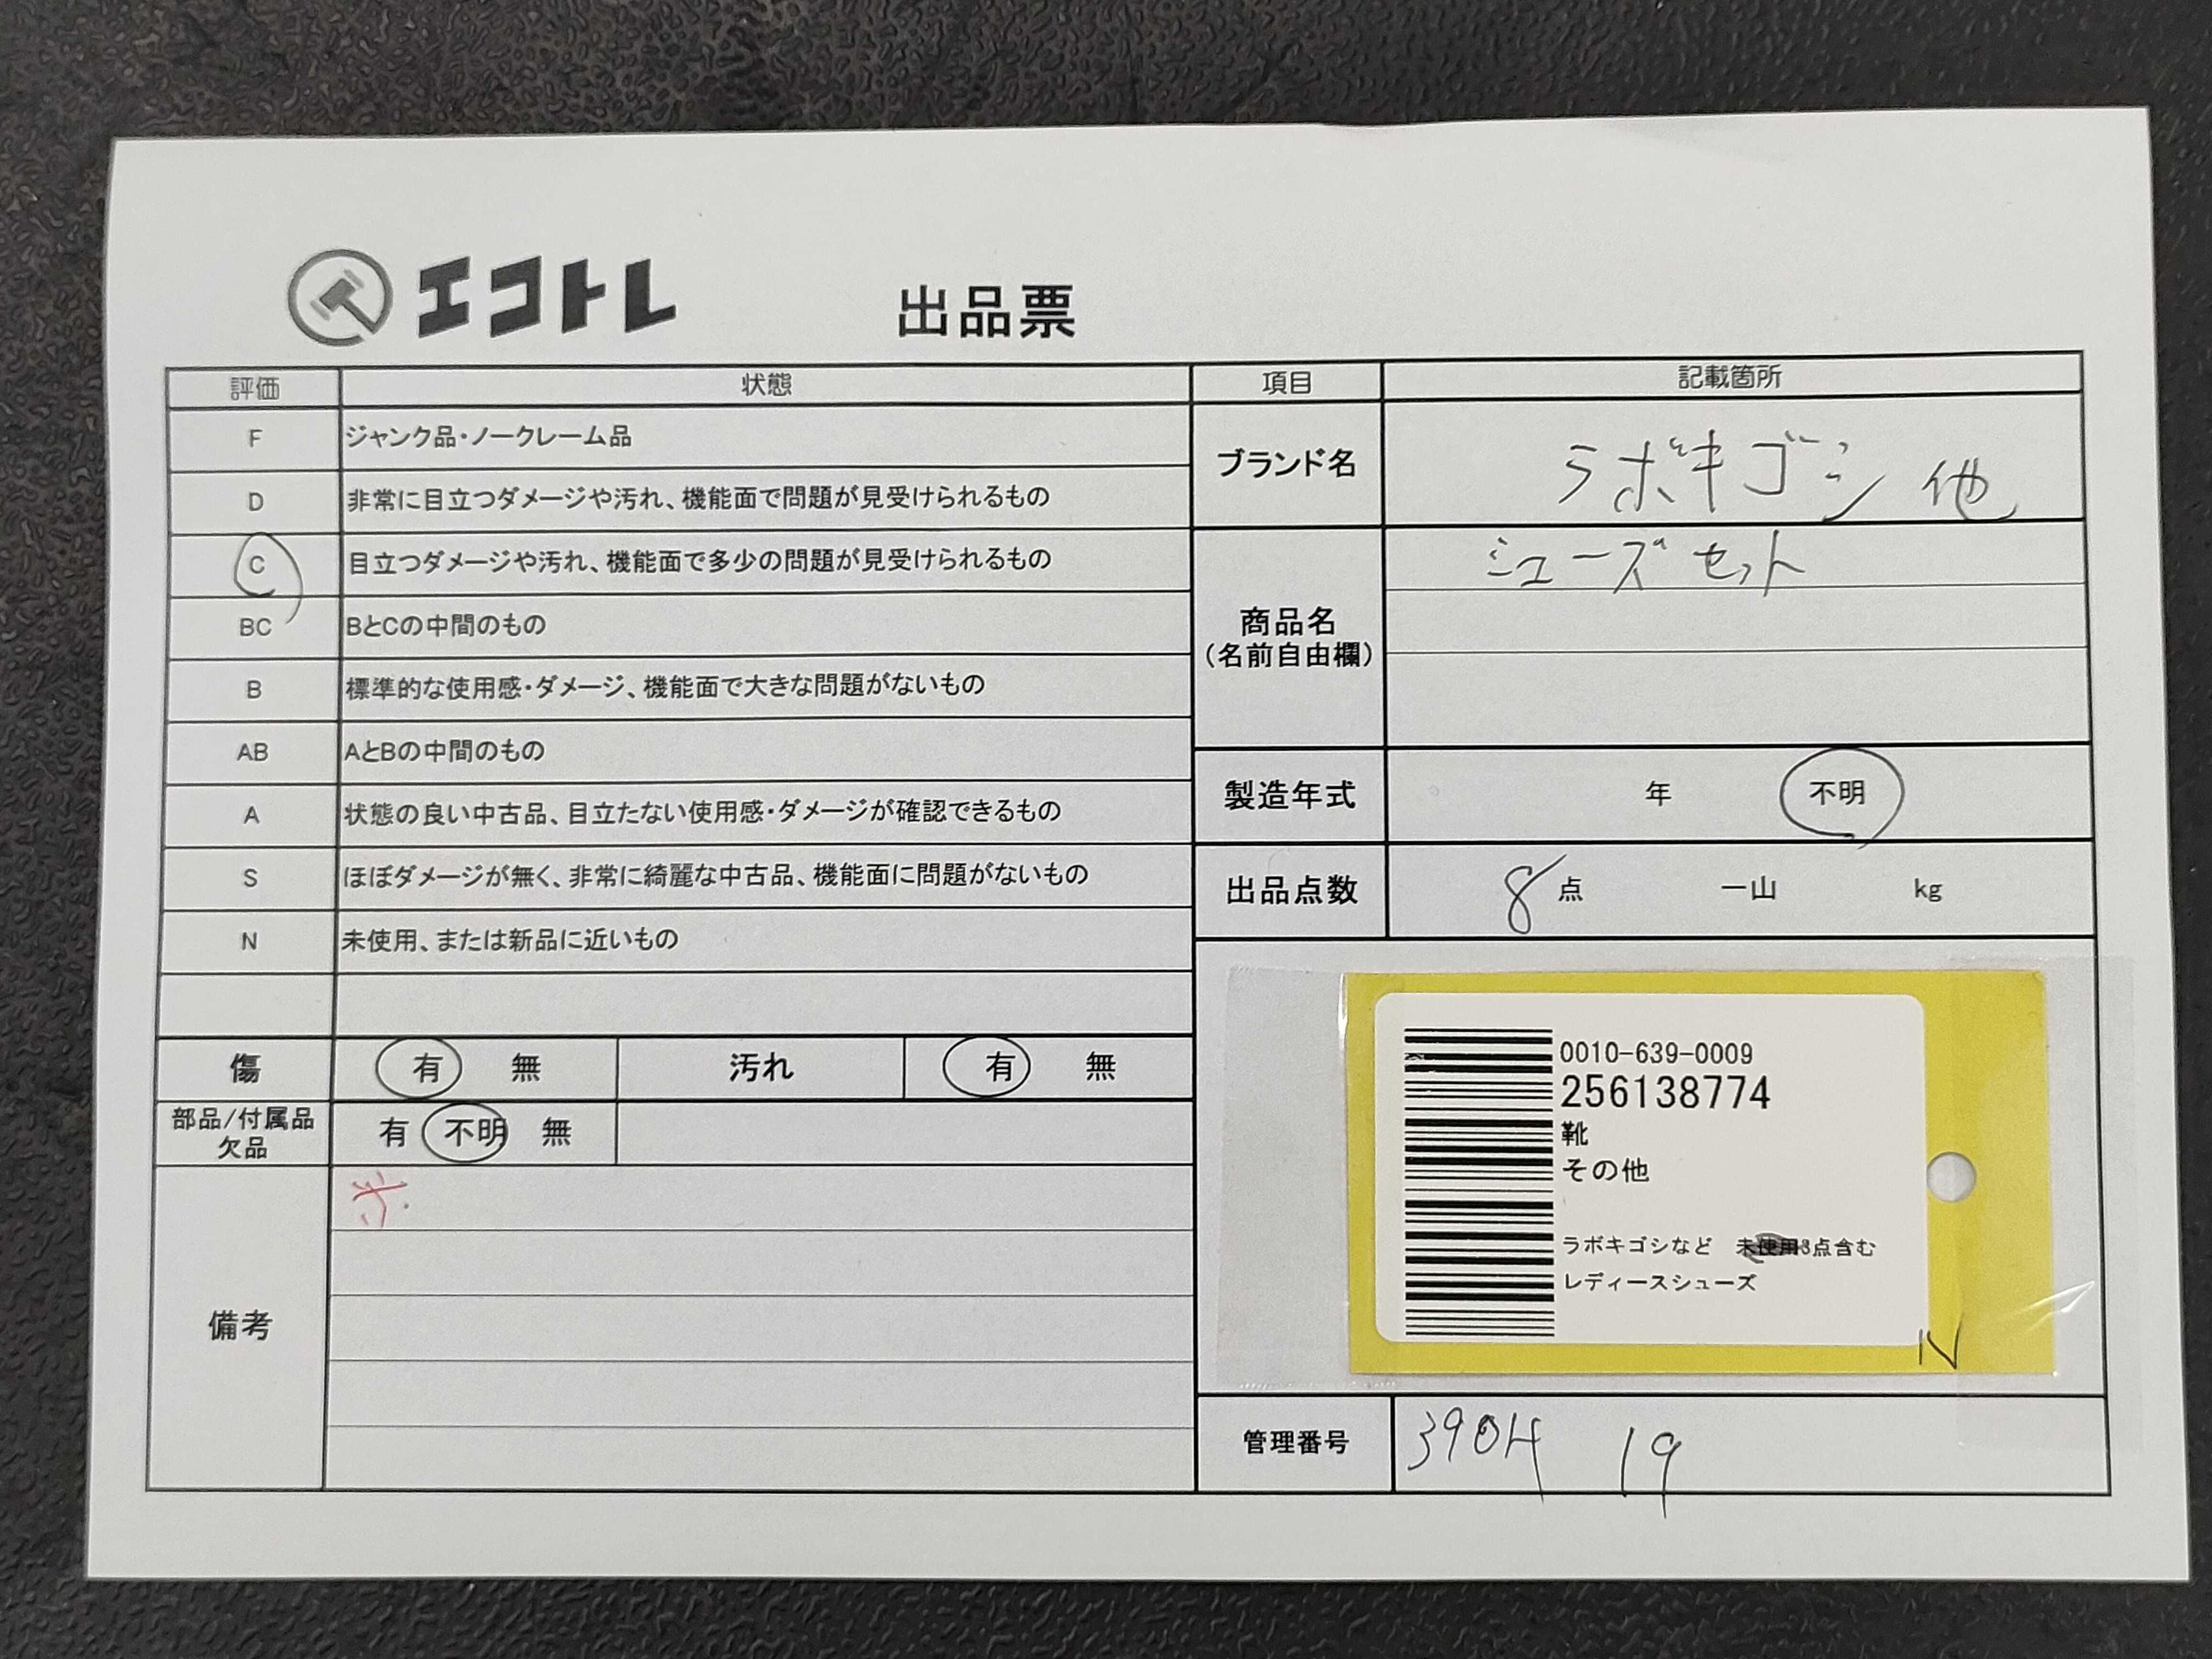 エコトレ
出品票
評価 状態
F ジャンク品・ノークレーム品
D 非常に目立つダメージや汚れ、機能面で問題が見受けられるもの
C 目立つダメージや汚れ、機能面で多少の問題が見受けられるもの
BC BとCの中間のもの
B 標準的な使用感・ダメージ、機能面で大きな問題がないもの
AB AとBの中間のもの
A 状態の良い中古品、目立たない使用感・ダメージが確認できるもの
S ほぼダメージが無く、非常に綺麗な中古品、機能面に問題がないもの
N 未使用、または新品に近いもの
傷 有 無 汚れ 有 無
部品/付属品
欠品 有 不明 無
備考
項目 記載箇所
ブランド名 ラボキゴシ 他
商品名
(名前自由欄)
シューズセット
製造年式 年 不明
出品点数 8点 一山 kg
0010-639-0009
256138774
靴
その他
ラボキゴシなど 未使用3点含む
レディースシューズ
N
管理番号 3904 19